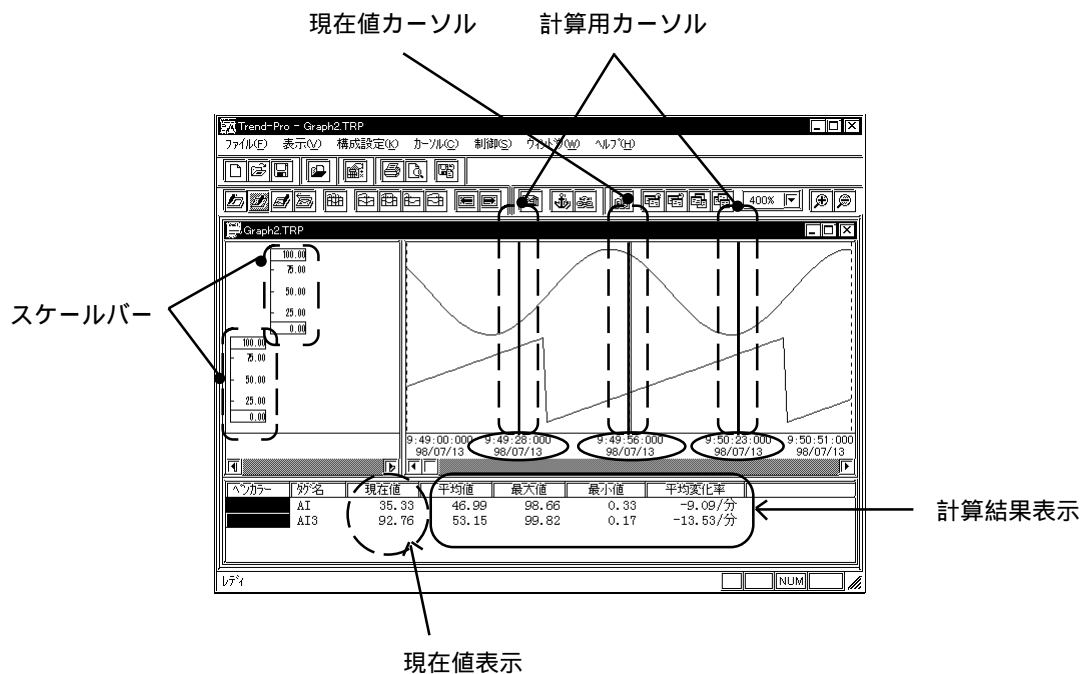 現在値カーソル
計算用カーソル
Trend-Pro - Graph2.TRP
ファイル(F) 表示(V) 構成設定(K) カーソル(C) 制御(S) ウィンドウ(W) ヘルプ(H)
400%
Graph2.TRP
スケールバー
100.00
75.00
50.00
25.00
0.00
100.00
75.00
50.00
25.00
0.00
9:49:00:000 9:49:28:000 9:49:56:000 9:50:23:000 9:50:51:000
98/07/13 98/07/13 98/07/13 98/07/13 98/07/13
ペンカラー タグ名 現在値 平均値 最大値 最小値 平均変化率
AI 35.33 46.99 98.66 0.33 -9.09/分
AI3 92.76 53.15 99.82 0.17 -13.53/分
計算結果表示
レディ NUM
現在値表示